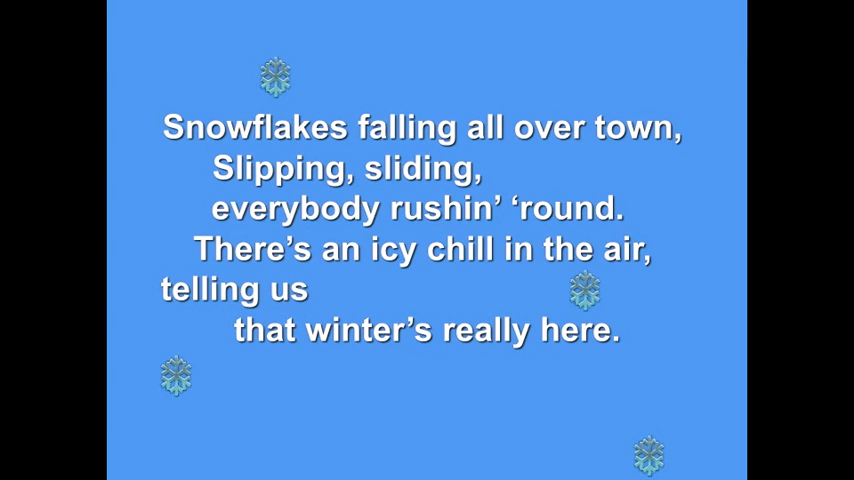 Snowflakes falling all over town,
Slipping, sliding,
everybody rushin’ ‘round.
There’s an icy chill in the air,
telling us
that winter’s really here.